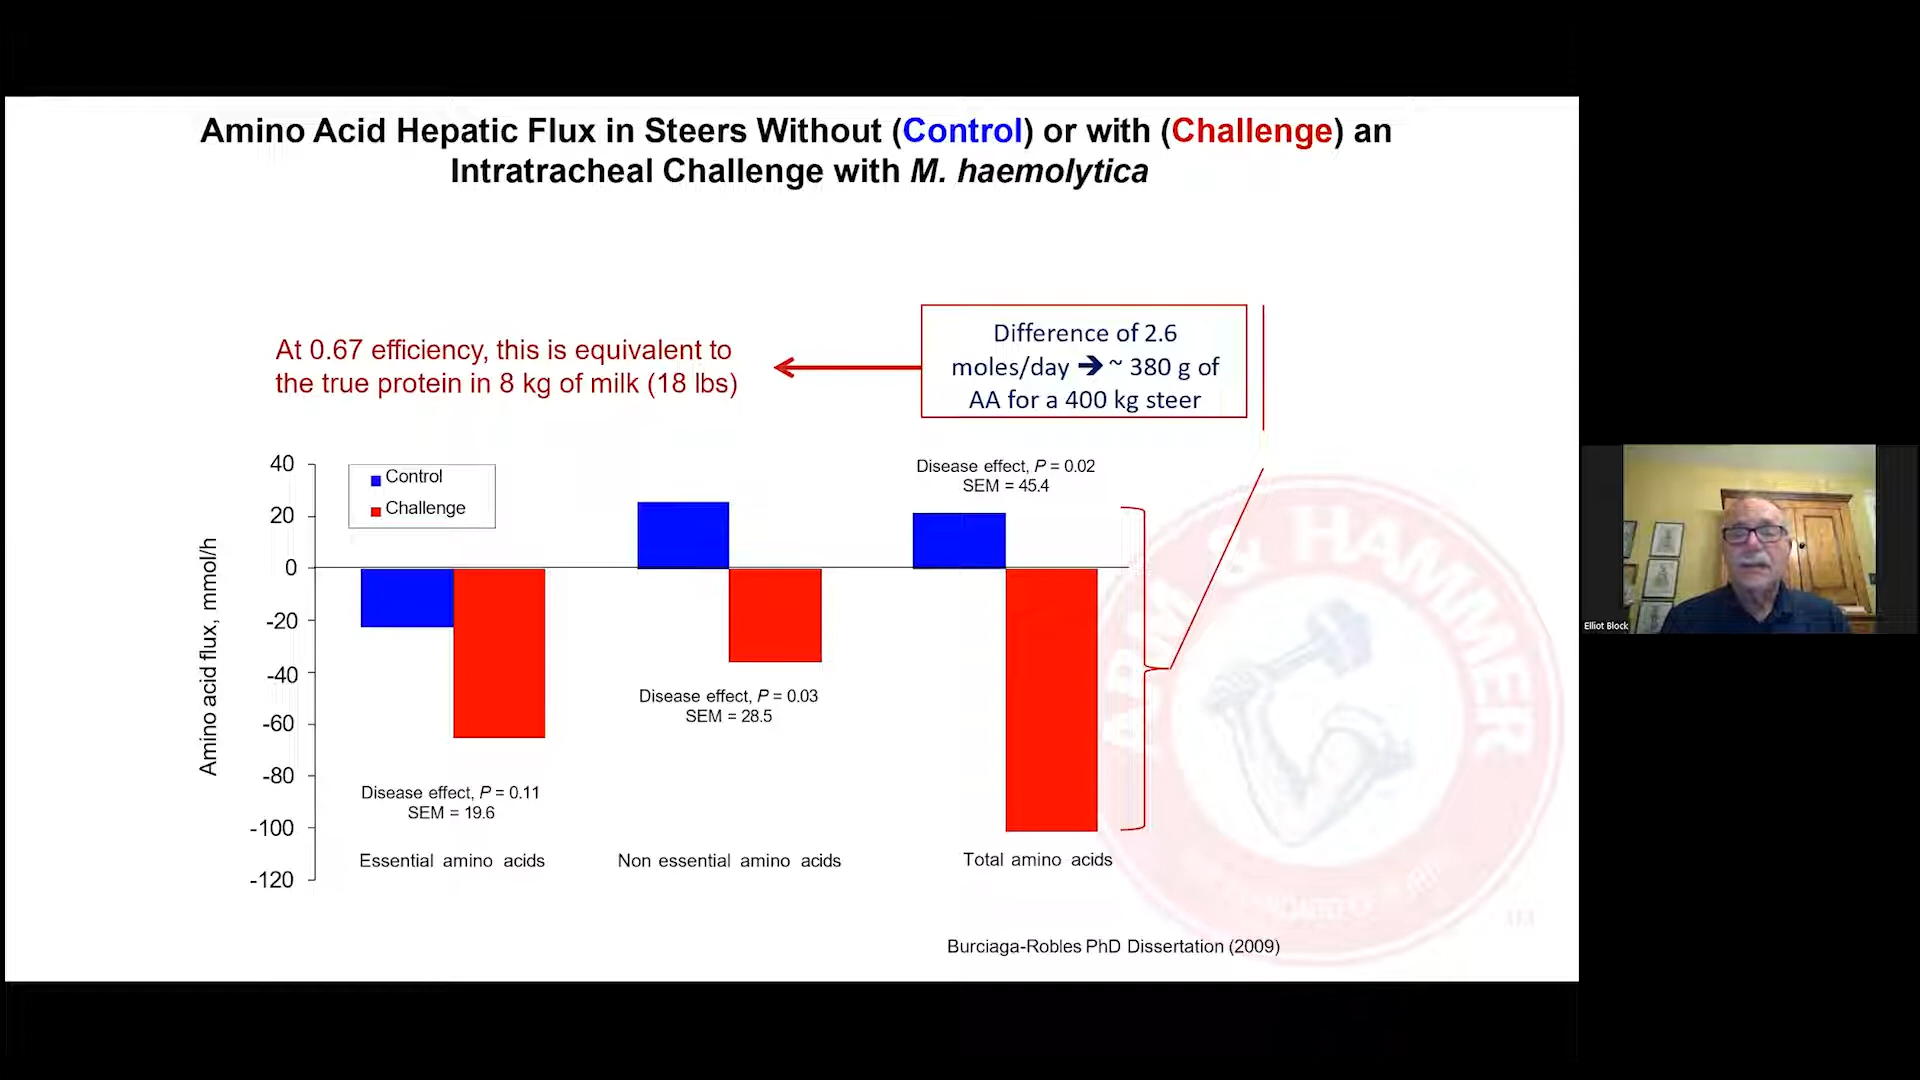 Amino Acid Hepatic Flux in Steers Without (Control) or with (Challenge) an
Intratracheal Challenge with M. haemolytica
At 0.67 efficiency, this is equivalent to
the true protein in 8 kg of milk (18 lbs)
Difference of 2.6
moles/day ➔ ~ 380 g of
AA for a 400 kg steer
Amino acid flux, mmol/h
40
20
0
-20
-40
-60
-80
-100
-120
Control
Challenge
Disease effect, P = 0.11
SEM = 19.6
Disease effect, P = 0.03
SEM = 28.5
Disease effect, P = 0.02
SEM = 45.4
Essential amino acids
Non essential amino acids
Total amino acids
ARM & HAMMER
Burciaga-Robles PhD Dissertation (2009)
Elliot Block